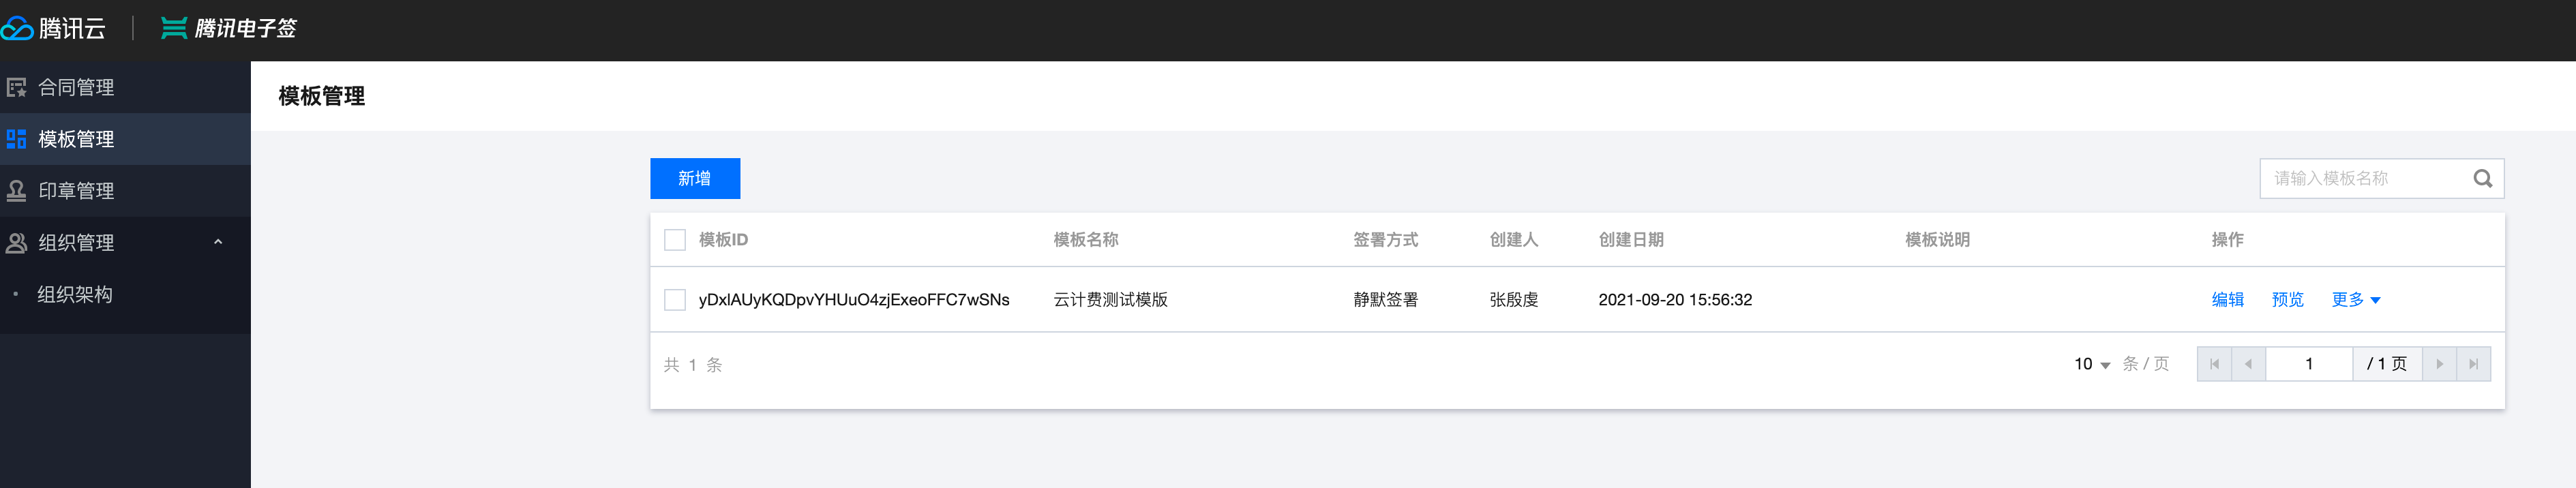 腾讯云 腾讯电子签
合同管理
模板管理
印章管理
组织管理
组织架构
模板管理
新增 请输入模板名称
模板ID 模板名称 签署方式 创建人 创建日期 模板说明 操作
yDxlAUyKQDpvYHUuO4zjExeoFFC7wSNs 云计费测试模版 静默签署 张殷虔 2021-09-20 15:56:32 编辑 预览 更多
共 1 条 10 条 / 页 1 / 1 页